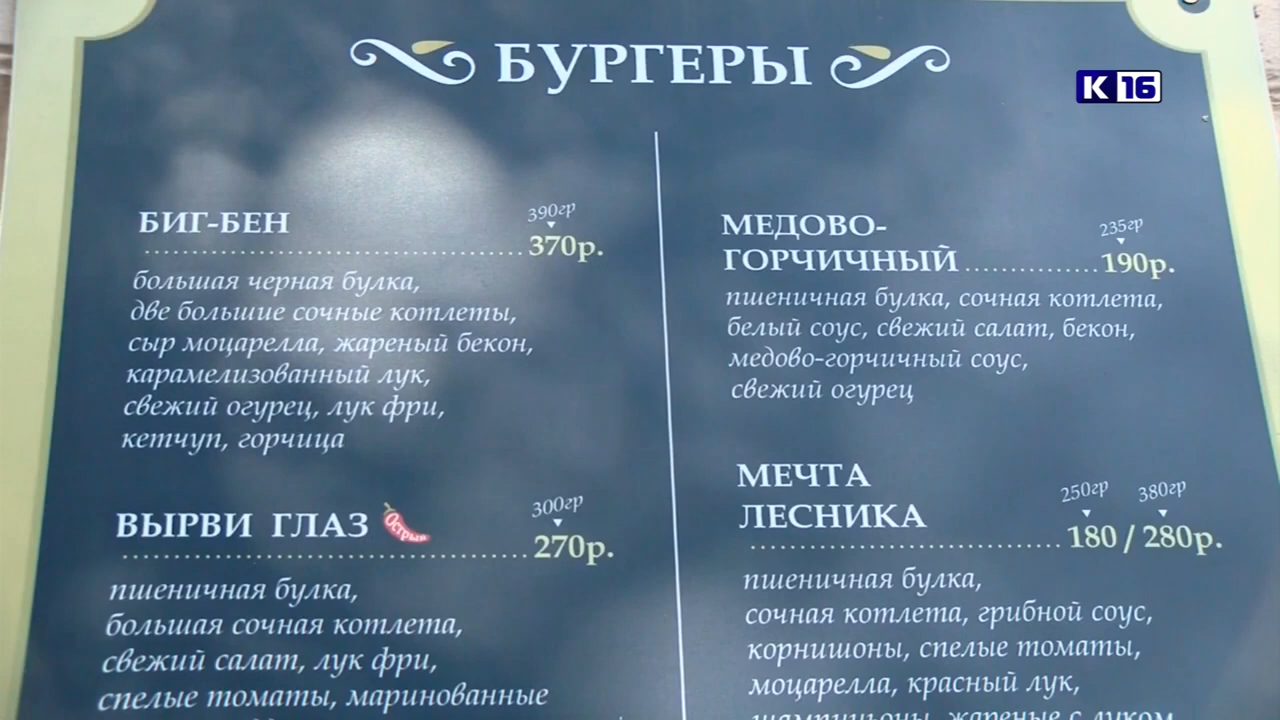 БУРГЕРЫ
К 16
БИГ-БЕН
390гр
370р.
большая черная булка,
две большие сочные котлеты,
сыр моцарелла, жареный бекон,
карамелизованный лук,
свежий огурец, лук фри,
кетчуп, горчица
ВЫРВИ ГЛАЗ
Острый
300гр
270р.
пшеничная булка,
большая сочная котлета,
свежий салат, лук фри,
спелые томаты, маринованные
МЕДОВО-
ГОРЧИЧНЫЙ
235гр
190р.
пшеничная булка, сочная котлета,
белый соус, свежий салат, бекон,
медово-горчичный соус,
свежий огурец
МЕЧТА
ЛЕСНИКА
250гр 380гр
180 / 280р.
пшеничная булка,
сочная котлета, грибной соус,
корнишоны, спелые томаты,
моцарелла, красный лук,
шампиньоны, жареные с луком